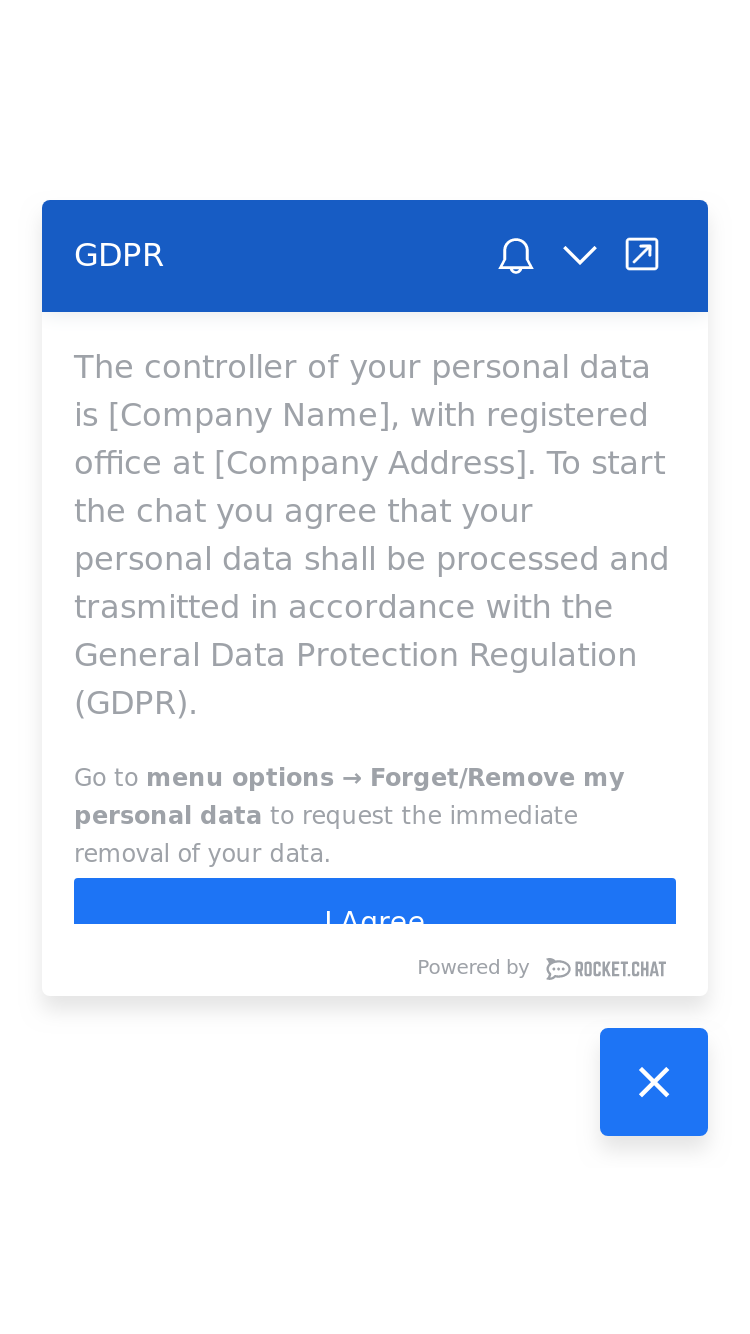 GDPR
The controller of your personal data
is [Company Name], with registered
office at [Company Address]. To start
the chat you agree that your
personal data shall be processed and
trasmitted in accordance with the
General Data Protection Regulation
(GDPR).
Go to menu options → Forget/Remove my
personal data to request the immediate
removal of your data.
I Agree
Powered by ROCKET.CHAT